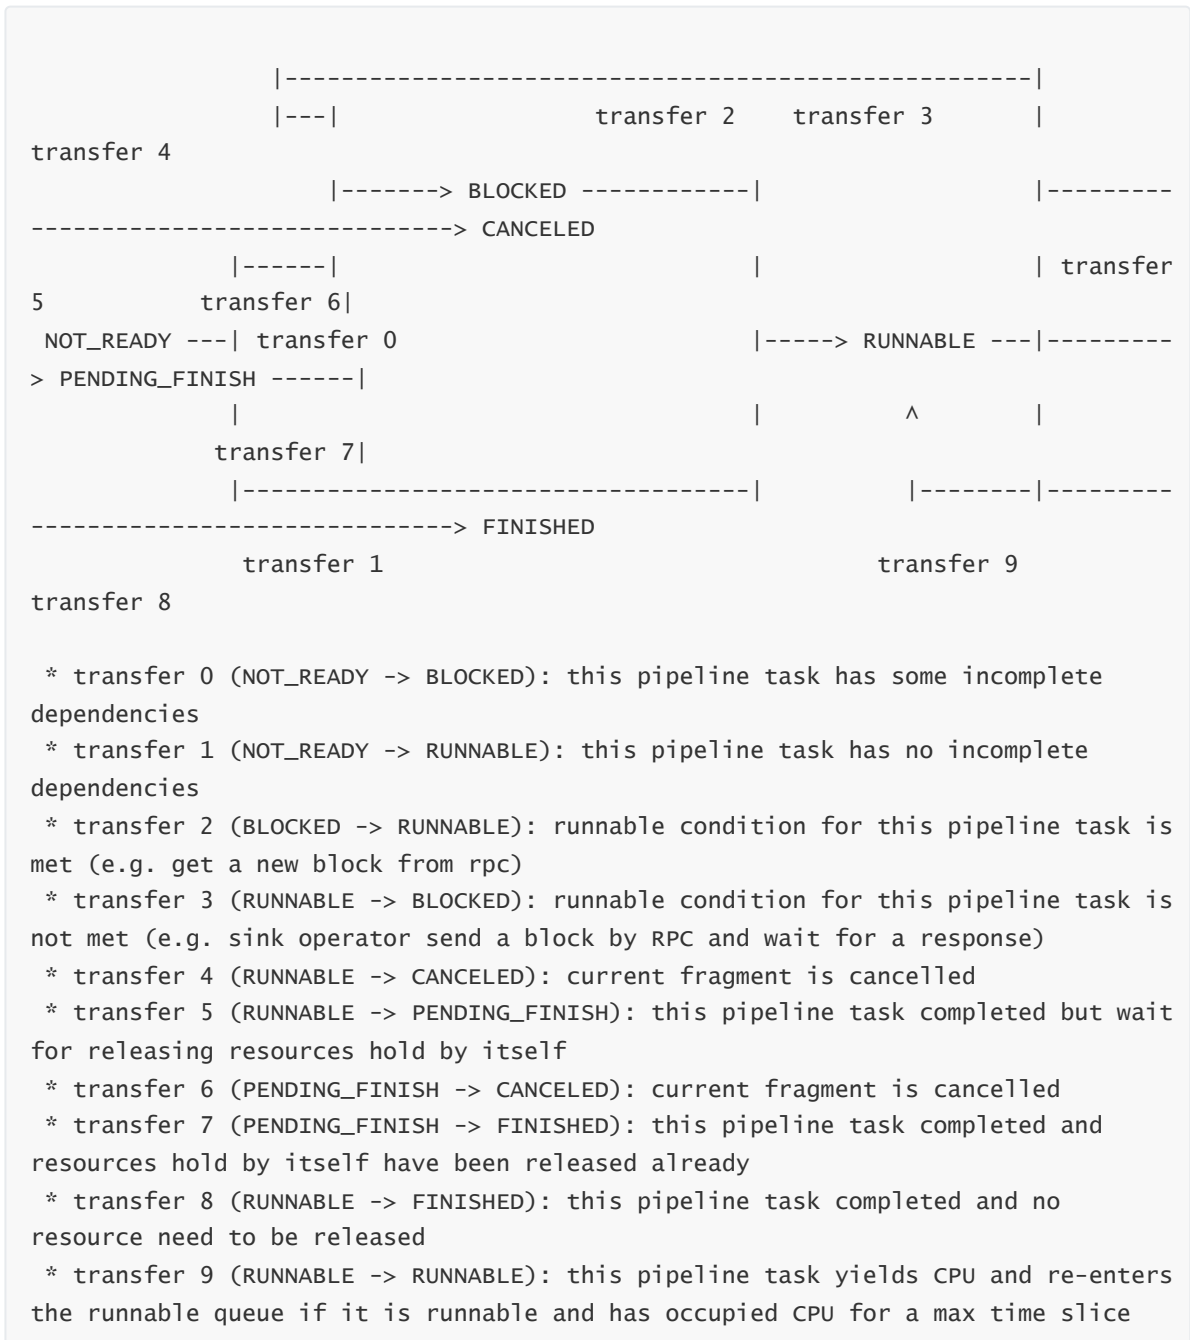 |-----------------------------------------------------|
                 |---|                  transfer 2    transfer 3       |
transfer 4
                     |-------> BLOCKED ------------|                   |---------
------------------------------> CANCELED
              |------|                             |                   | transfer
5           transfer 6|
 NOT_READY ---| transfer 0                         |-----> RUNNABLE ---|---------
> PENDING_FINISH ------|
              |                                    |          ^        |
             transfer 7|
              |------------------------------------|          |--------|---------
------------------------------> FINISHED
               transfer 1                                   transfer 9
transfer 8
 * transfer 0 (NOT_READY -> BLOCKED): this pipeline task has some incomplete
dependencies
 * transfer 1 (NOT_READY -> RUNNABLE): this pipeline task has no incomplete
dependencies
 * transfer 2 (BLOCKED -> RUNNABLE): runnable condition for this pipeline task is
met (e.g. get a new block from rpc)
 * transfer 3 (RUNNABLE -> BLOCKED): runnable condition for this pipeline task is
not met (e.g. sink operator send a block by RPC and wait for a response)
 * transfer 4 (RUNNABLE -> CANCELED): current fragment is cancelled
 * transfer 5 (RUNNABLE -> PENDING_FINISH): this pipeline task completed but wait
for releasing resources hold by itself
 * transfer 6 (PENDING_FINISH -> CANCELED): current fragment is cancelled
 * transfer 7 (PENDING_FINISH -> FINISHED): this pipeline task completed and
resources hold by itself have been released already
 * transfer 8 (RUNNABLE -> FINISHED): this pipeline task completed and no
resource need to be released
 * transfer 9 (RUNNABLE -> RUNNABLE): this pipeline task yields CPU and re-enters
the runnable queue if it is runnable and has occupied CPU for a max time slice